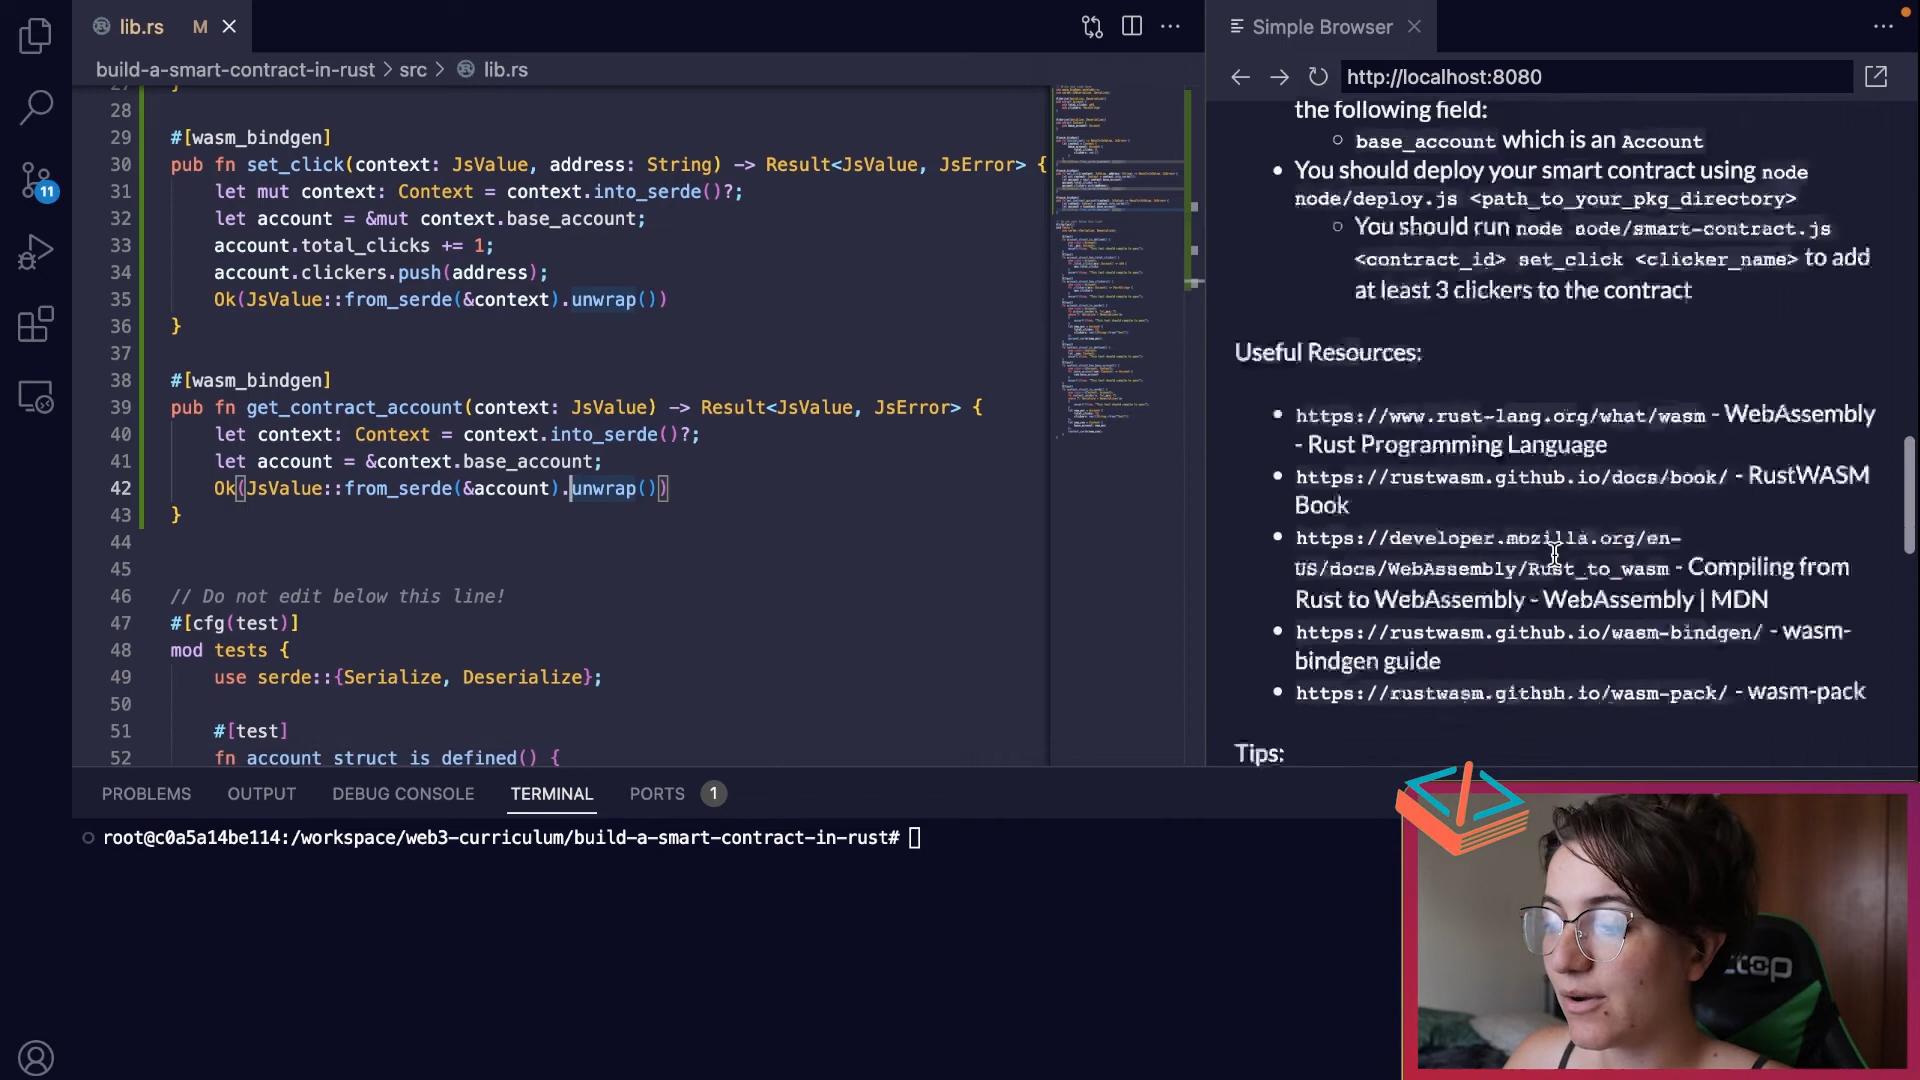 lib.rs M
Simple Browser
build-a-smart-contract-in-rust > src > lib.rs
http://localhost:8080
11
27 }
28
29 #[wasm_bindgen]
30 pub fn set_click(context: JsValue, address: String) -> Result<JsValue, JsError> {
31 let mut context: Context = context.into_serde()?;
32 let account = &mut context.base_account;
33 account.total_clicks += 1;
34 account.clickers.push(address);
35 Ok(JsValue::from_serde(&context).unwrap())
36 }
37
38 #[wasm_bindgen]
39 pub fn get_contract_account(context: JsValue) -> Result<JsValue, JsError> {
40 let context: Context = context.into_serde()?;
41 let account = &context.base_account;
42 Ok(JsValue::from_serde(&account).unwrap())
43 }
44
45
46 // Do not edit below this line!
47 #[cfg(test)]
48 mod tests {
49 use serde::{Serialize, Deserialize};
50
51 #[test]
52 fn account_struct_is_defined() {
the following field:
base_account which is an Account
You should deploy your smart contract using node
node/deploy.js <path_to_your_pkg_directory>
You should run node node/smart-contract.js
<contract_id> set_click <clicker_name> to add
at least 3 clickers to the contract
Useful Resources:
https://www.rust-lang.org/what/wasm - WebAssembly
- Rust Programming Language
https://rustwasm.github.io/docs/book/ - RustWASM
Book
https://developer.mozilla.org/en-
US/docs/WebAssembly/Rust_to_wasm - Compiling from
Rust to WebAssembly - WebAssembly | MDN
https://rustwasm.github.io/wasm-bindgen/ - wasm-
bindgen guide
https://rustwasm.github.io/wasm-pack/ - wasm-pack
Tips:
PROBLEMS OUTPUT DEBUG CONSOLE TERMINAL PORTS 1
root@c0a5a14be114:/workspace/web3-curriculum/build-a-smart-contract-in-rust#